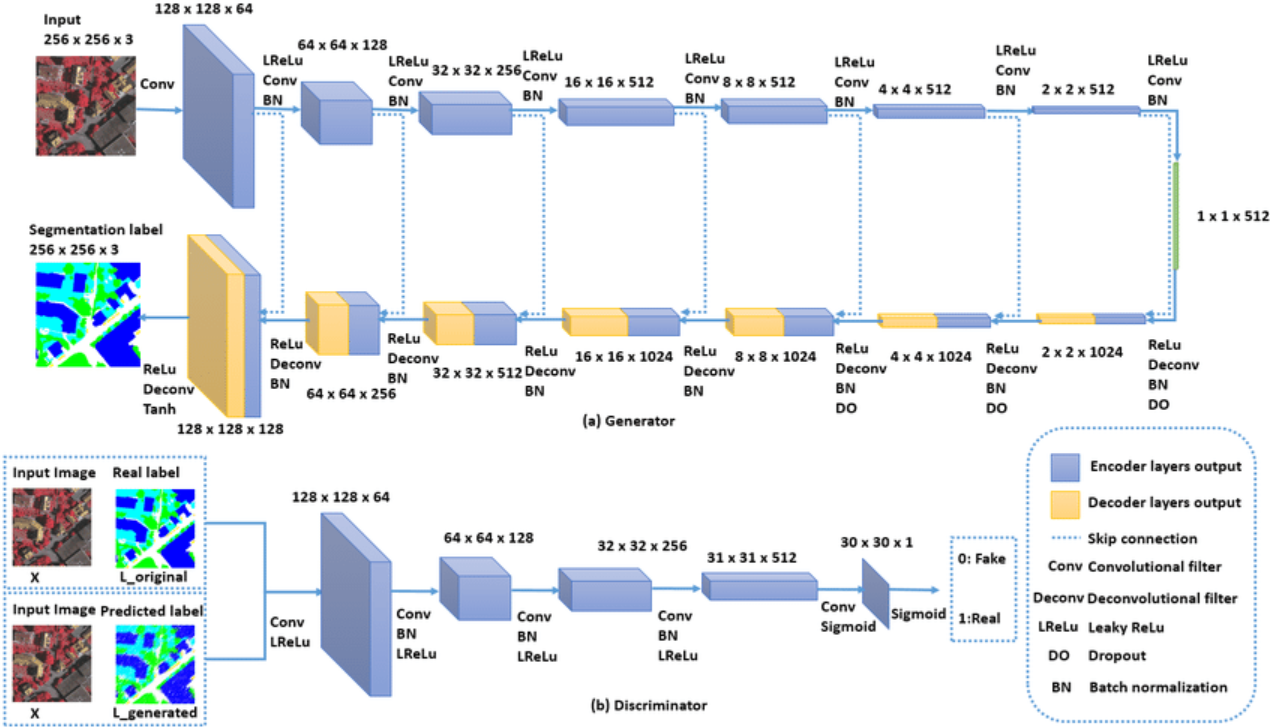 Input
256 x 256 x 3
128 x 128 x 64
Conv
LReLu
Conv
BN
64 x 64 x 128
LReLu
Conv
BN
32 x 32 x 256
LReLu
Conv
BN
16 x 16 x 512
LReLu
Conv
BN
8 x 8 x 512
LReLu
Conv
BN
4 x 4 x 512
LReLu
Conv
BN
2 x 2 x 512
LReLu
Conv
BN
1 x 1 x 512
Segmentation label
256 x 256 x 3
ReLu
Deconv
Tanh
128 x 128 x 128
ReLu
Deconv
BN
64 x 64 x 256
ReLu
Deconv
BN
32 x 32 x 512
ReLu
Deconv
BN
16 x 16 x 1024
ReLu
Deconv
BN
8 x 8 x 1024
ReLu
Deconv
BN
DO
4 x 4 x 1024
ReLu
Deconv
BN
DO
2 x 2 x 1024
ReLu
Deconv
BN
DO
(a) Generator
Input Image Real label
X L_original
Input Image Predicted label
X L_generated
Conv
LReLu
128 x 128 x 64
Conv
BN
LReLu
64 x 64 x 128
Conv
BN
LReLu
32 x 32 x 256
Conv
BN
LReLu
31 x 31 x 512
Conv
Sigmoid
30 x 30 x 1
Sigmoid
0: Fake
1:Real
(b) Discriminator
Encoder layers output
Decoder layers output
Skip connection
Conv Convolutional filter
Deconv Deconvolutional filter
LReLu Leaky ReLu
DO Dropout
BN Batch normalization